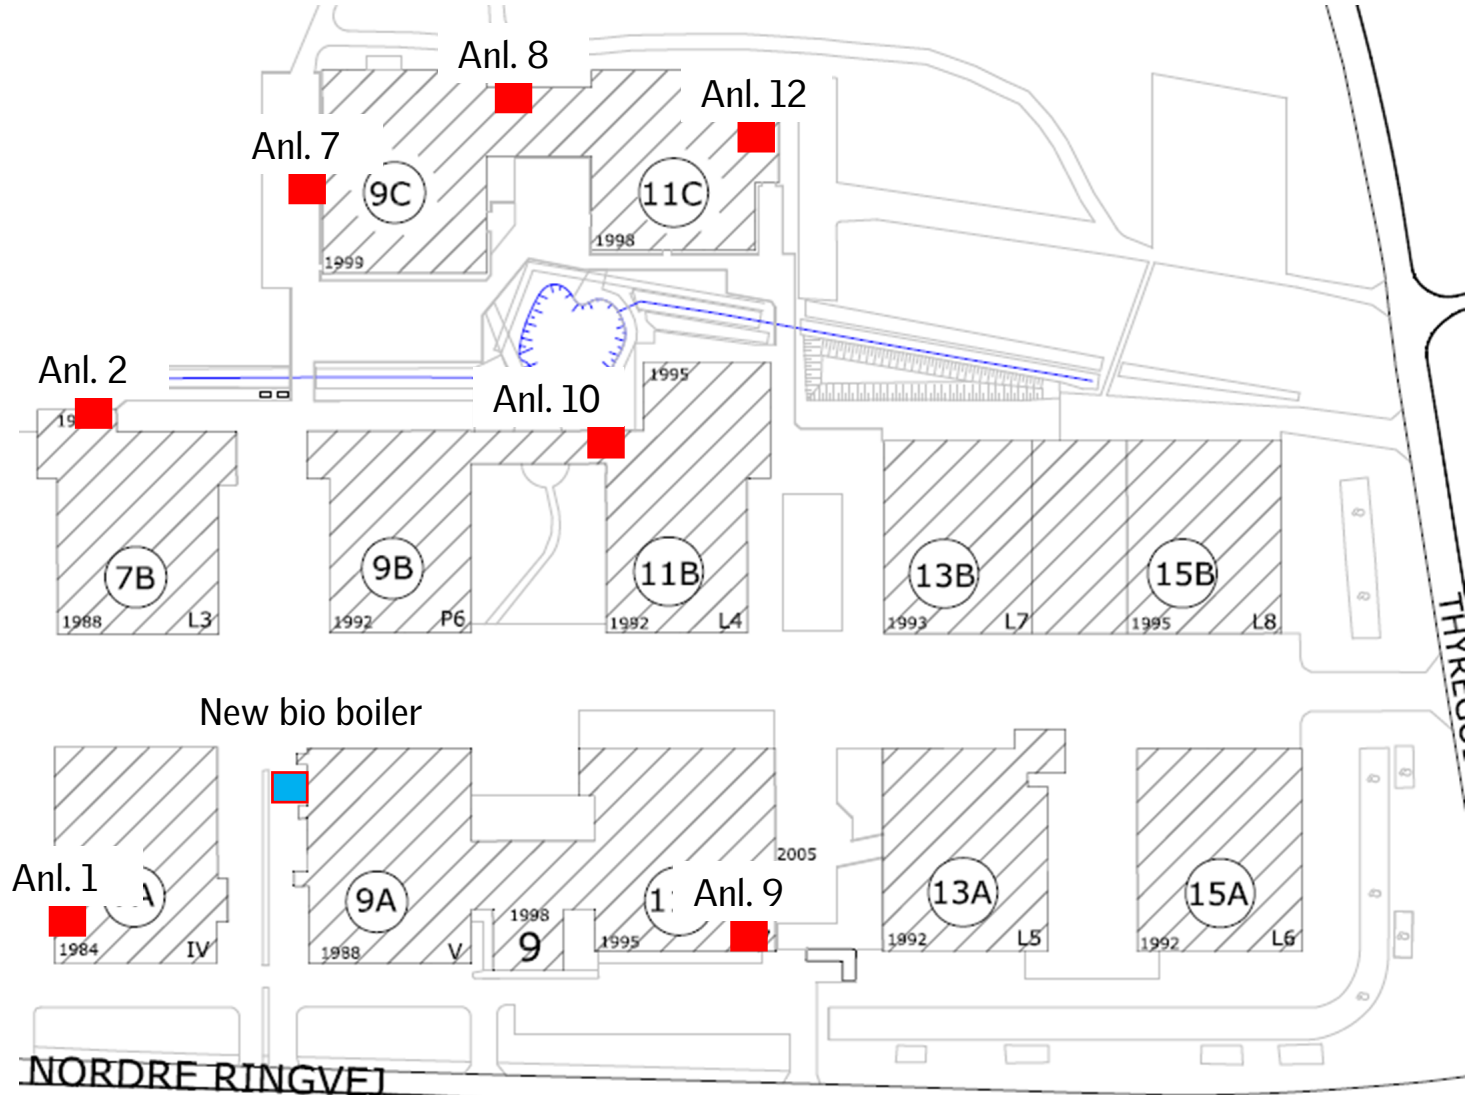 Anl. 8
Anl. 12
Anl. 7
9C
11C
1998
1999
Anl. 2
1995
Anl. 10
7B
9B
11B
13B
15B
1988
L3
1992
P6
1992
L4
1993
L7
1995
L8
THYREGO
New bio boiler
2005
Anl. 1
A
9A
Anl. 9
13A
15A
1998
9
1984
IV
1988
V
1995
1992
L5
1992
L6
NORDRE RINGVEJ